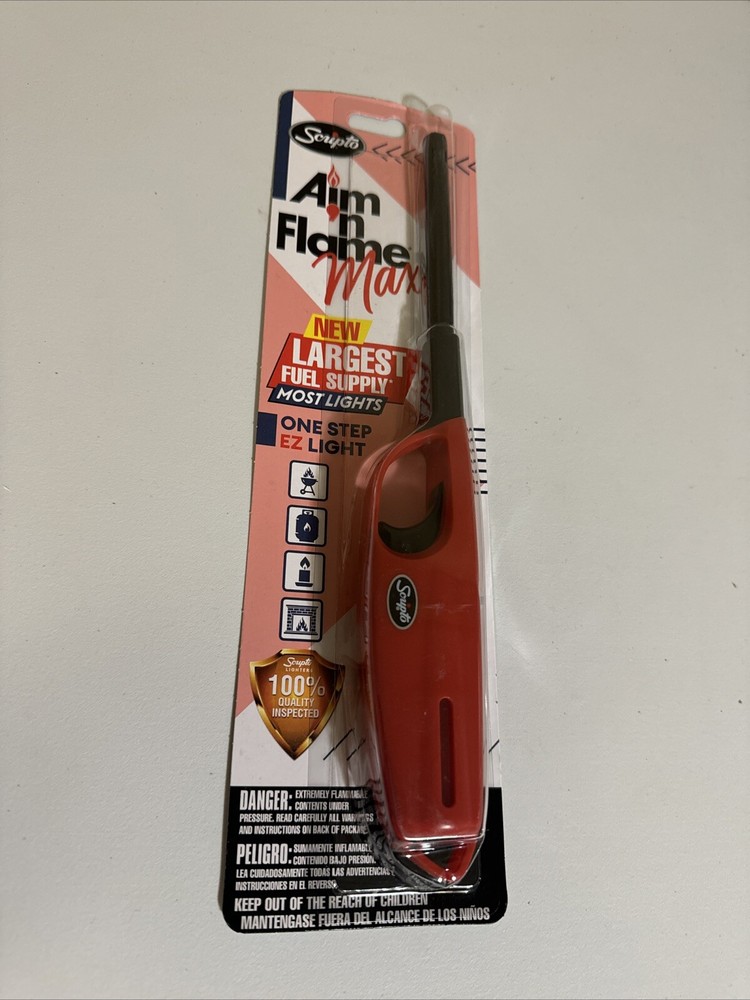 Scripto
Aim
'n
Flame
Max
NEW
LARGEST
FUEL SUPPLY*
MOST LIGHTS
ONE STEP
EZ LIGHT
Scripto
Scripto
LIGHTERS
100%
QUALITY
INSPECTED
DANGER: EXTREMELY FLAMMABLE
CONTENTS UNDER
PRESSURE. READ CAREFULLY ALL WARNINGS
AND INSTRUCTIONS ON BACK OF PACKAGE
PELIGRO: SUMAMENTE INFLAMABLE
CONTENIDO BAJO PRESION
LEA CUIDADOSAMENTE TODAS LAS ADVERTENCIAS
INSTRUCCIONES EN EL REVERSO
KEEP OUT OF THE REACH OF CHILDREN
MANTENGASE FUERA DEL ALCANCE DE LOS NIÑOS